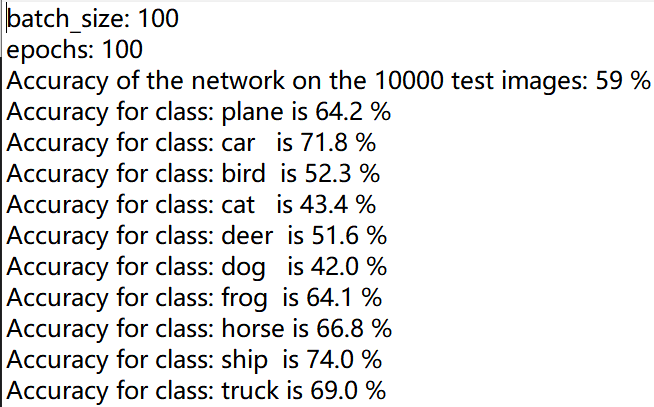 batch_size: 100
epochs: 100
Accuracy of the network on the 10000 test images: 59 %
Accuracy for class: plane is 64.2 %
Accuracy for class: car   is 71.8 %
Accuracy for class: bird  is 52.3 %
Accuracy for class: cat   is 43.4 %
Accuracy for class: deer  is 51.6 %
Accuracy for class: dog   is 42.0 %
Accuracy for class: frog  is 64.1 %
Accuracy for class: horse is 66.8 %
Accuracy for class: ship  is 74.0 %
Accuracy for class: truck is 69.0 %